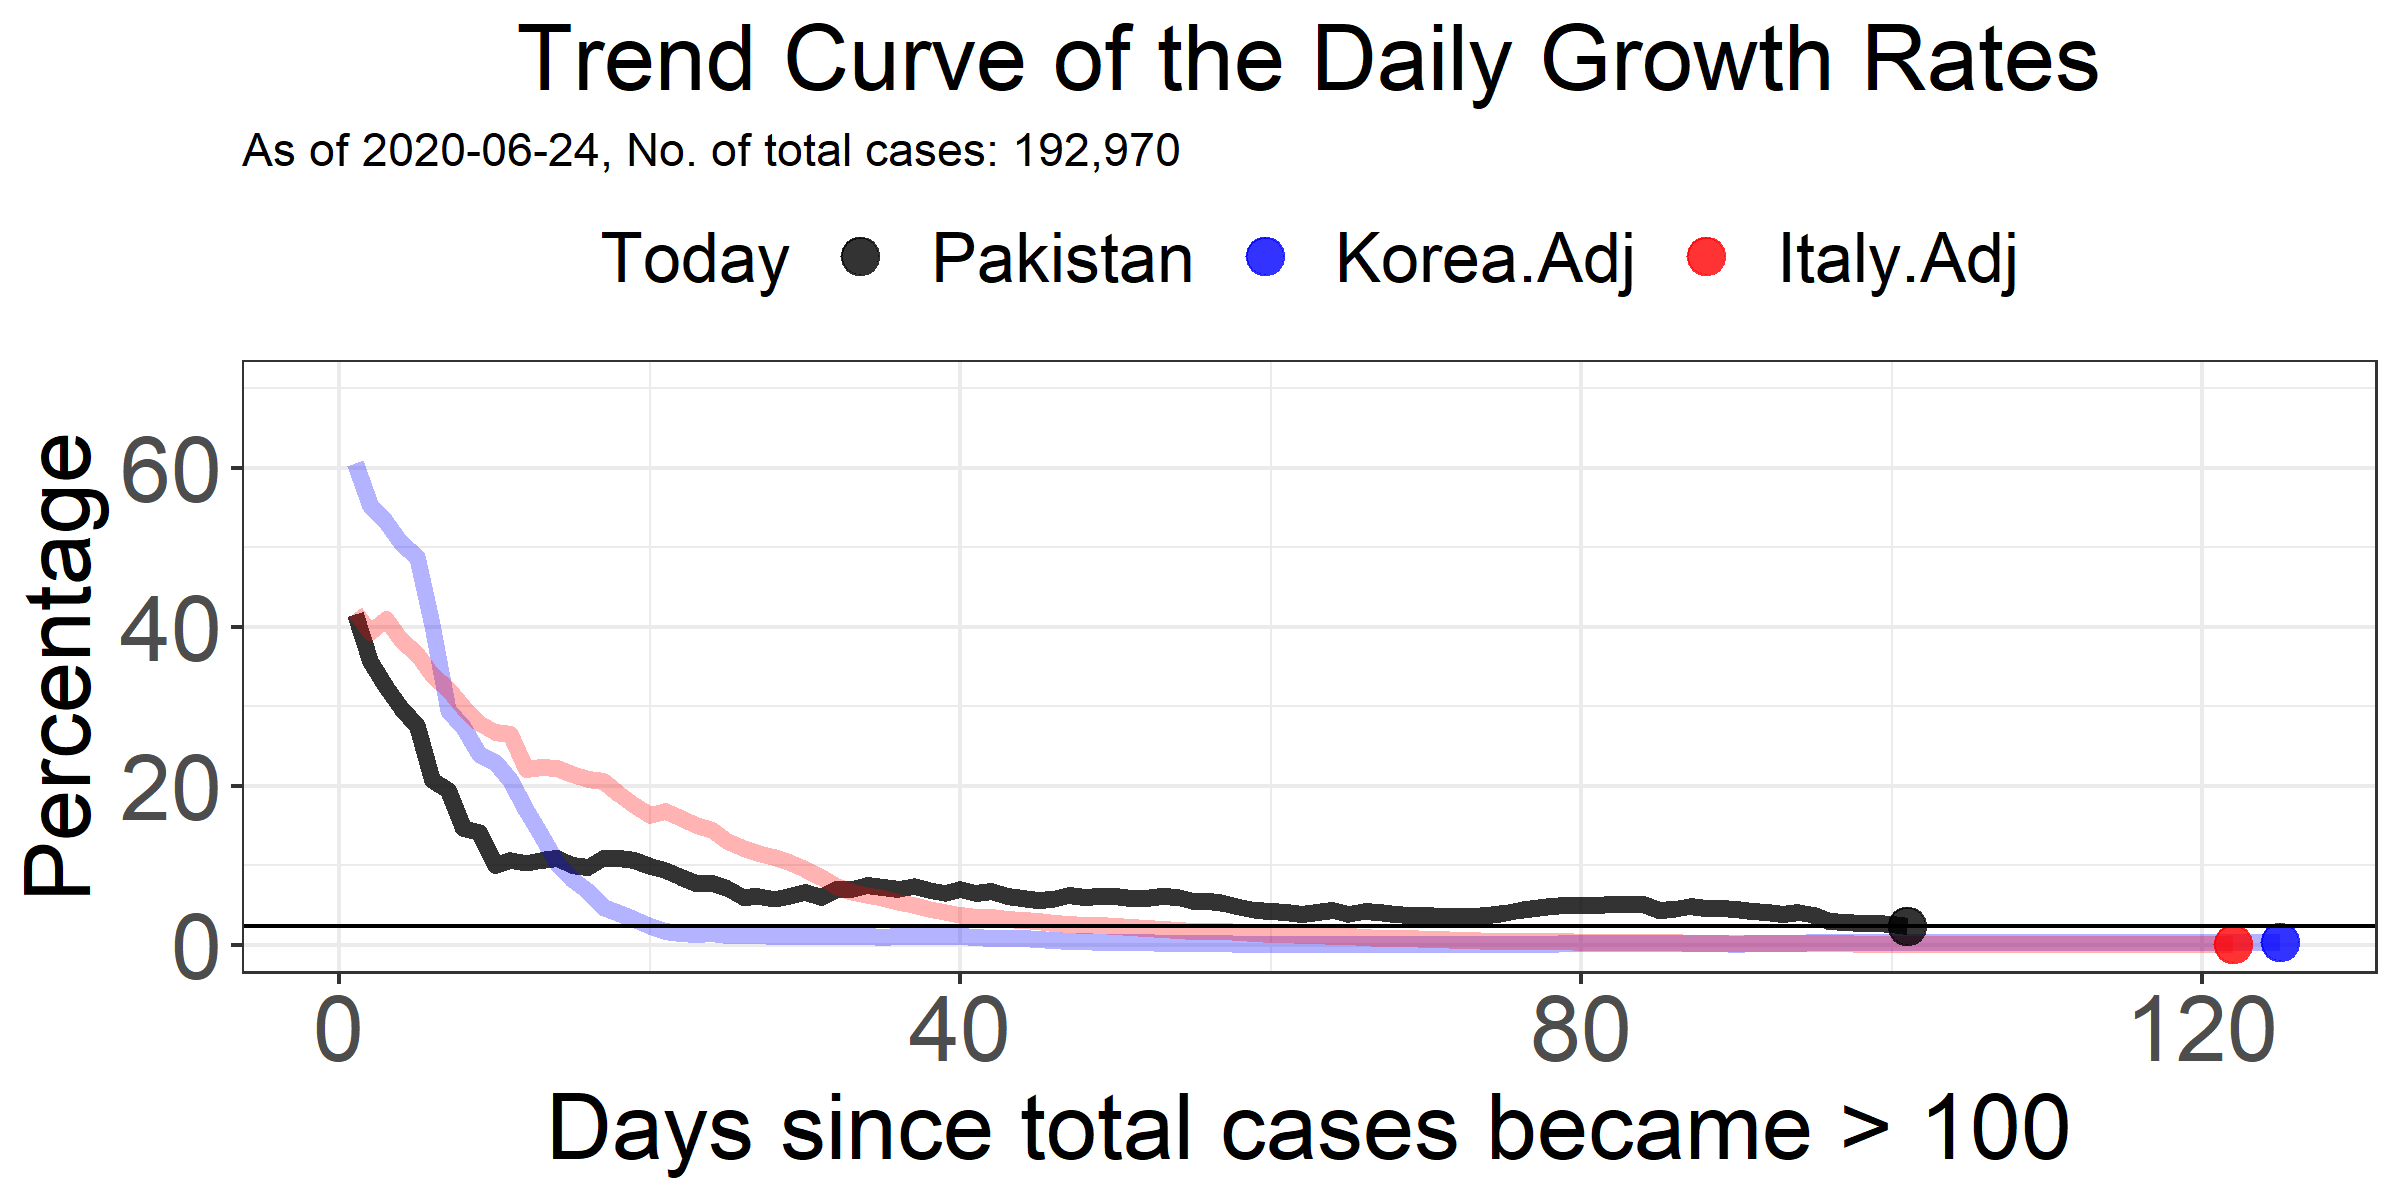 Trend Curve of the Daily Growth Rates
As of 2020-06-24, No. of total cases: 192,970
Today Pakistan Korea.Adj Italy.Adj
Percentage
60
40
20
0
0 40 80 120
Days since total cases became > 100